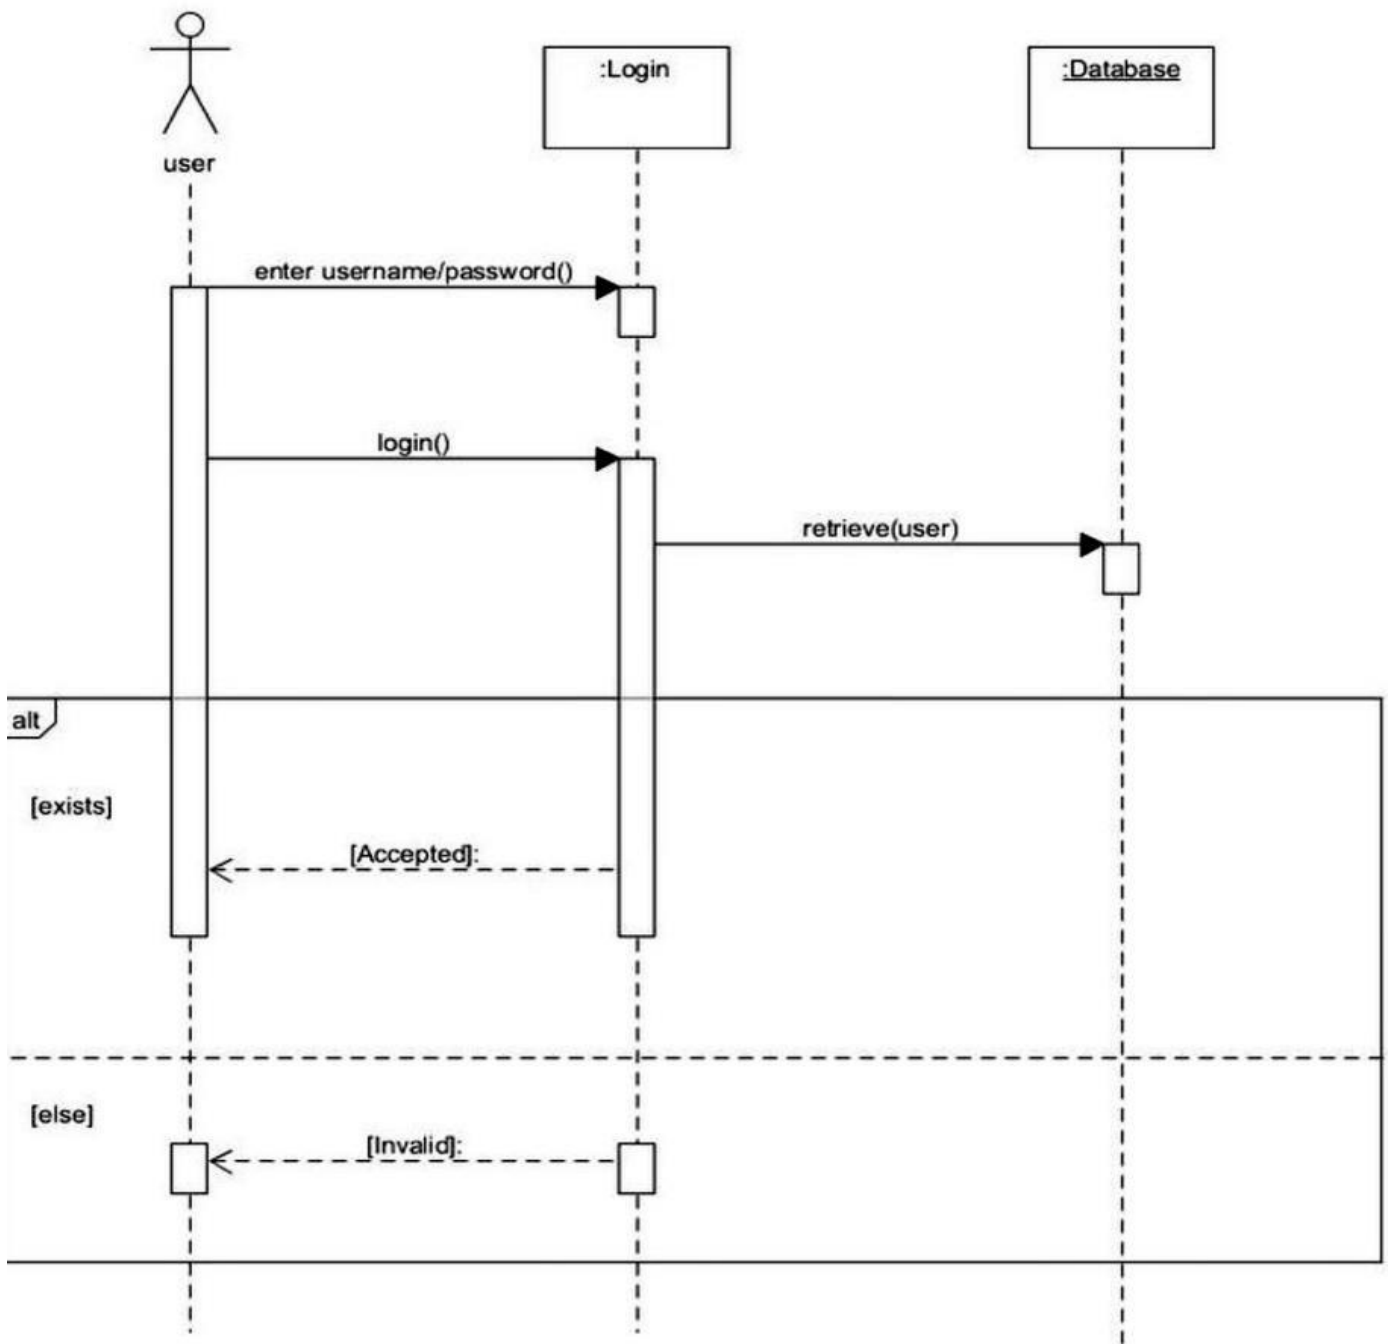 :Login
:Database
user
enter username/password()
login()
retrieve(user)
alt
[exists]
[Accepted]:
[else]
[Invalid]: